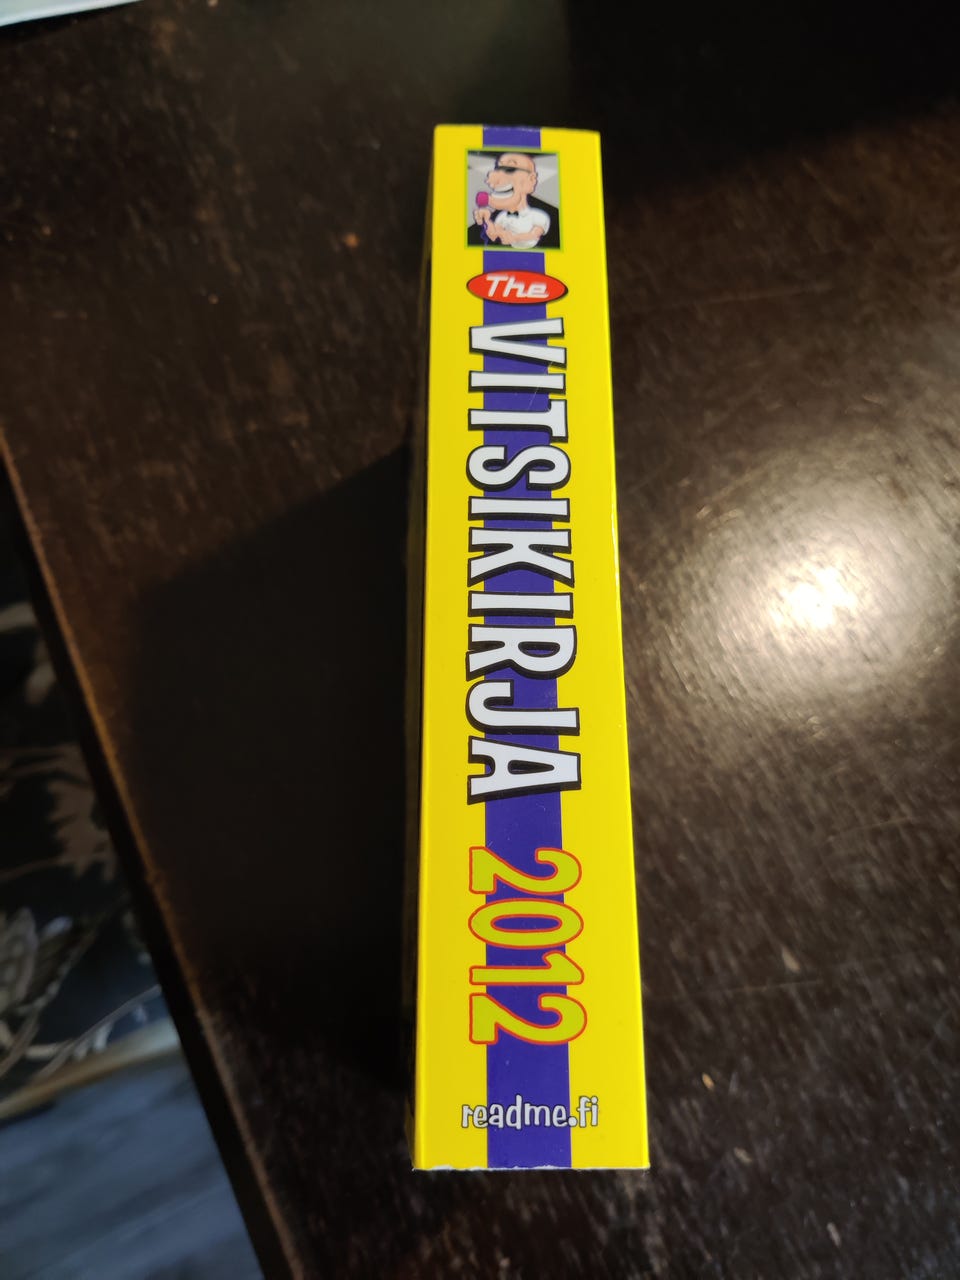 The
VITSIKIRJA
2012
readme.fi